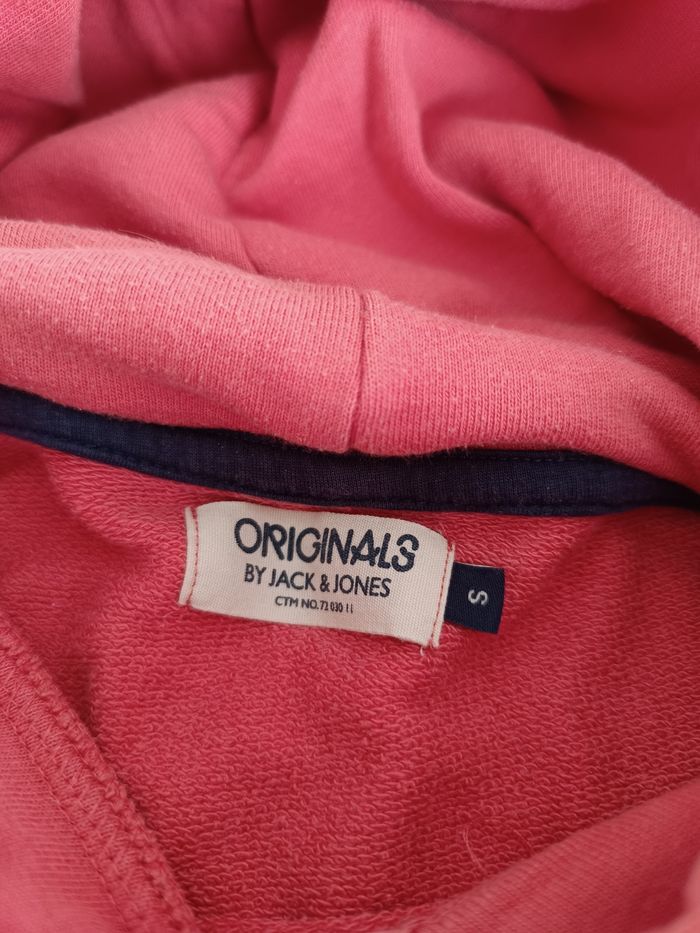 ORIGINALS
BY JACK & JONES
CTM NO. 72 030 11
S